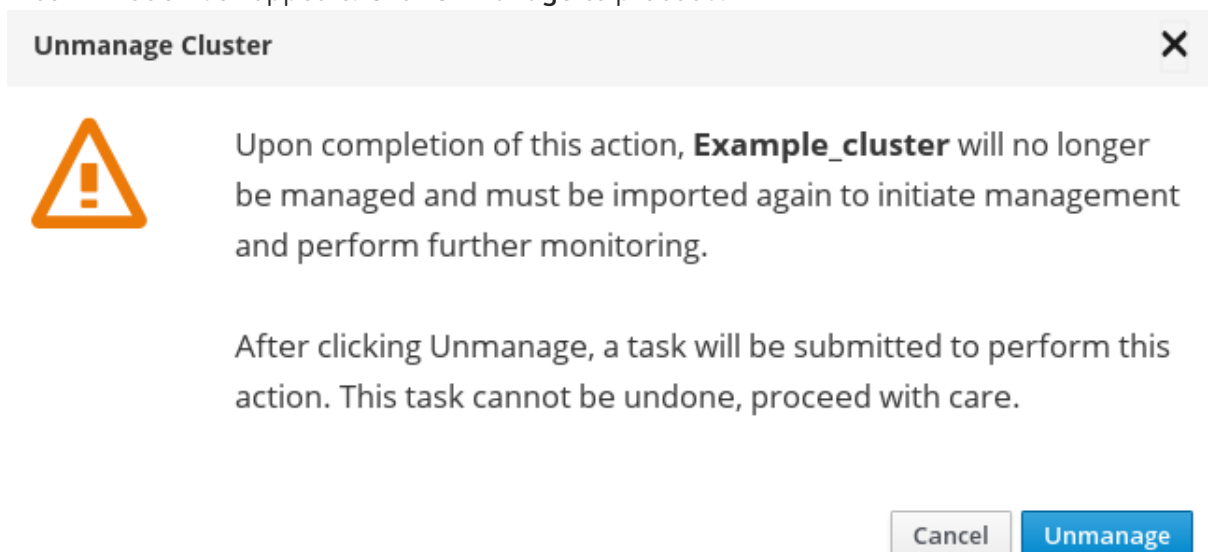 Unmanage Cluster
Upon completion of this action, Example_cluster will no longer
be managed and must be imported again to initiate management
and perform further monitoring.
After clicking Unmanage, a task will be submitted to perform this
action. This task cannot be undone, proceed with care.
Cancel Unmanage